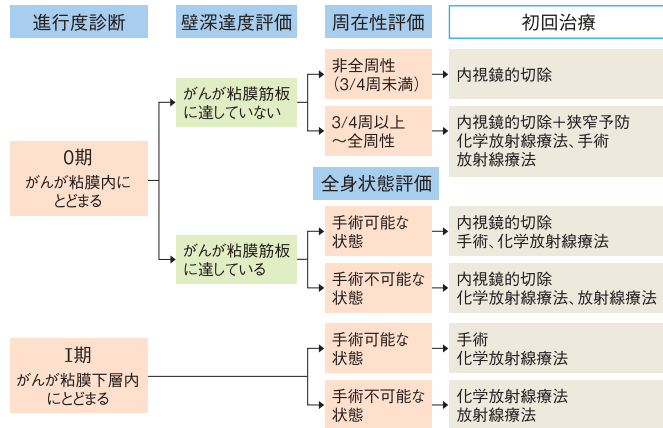 進行度診断
壁深達度評価
周在性評価
初回治療
0期
がんが粘膜内に
とどまる
がんが粘膜筋板
に達していない
非全周性
（3/4周未満）
内視鏡的切除
3/4周以上
～全周性
内視鏡的切除＋狭窄予防
化学放射線療法、手術
放射線療法
全身状態評価
がんが粘膜筋板
に達している
手術可能な
状態
内視鏡的切除
手術、化学放射線療法
手術不可能な
状態
内視鏡的切除
化学放射線療法、放射線療法
I期
がんが粘膜下層内
にとどまる
手術可能な
状態
手術
化学放射線療法
手術不可能な
状態
化学放射線療法
放射線療法